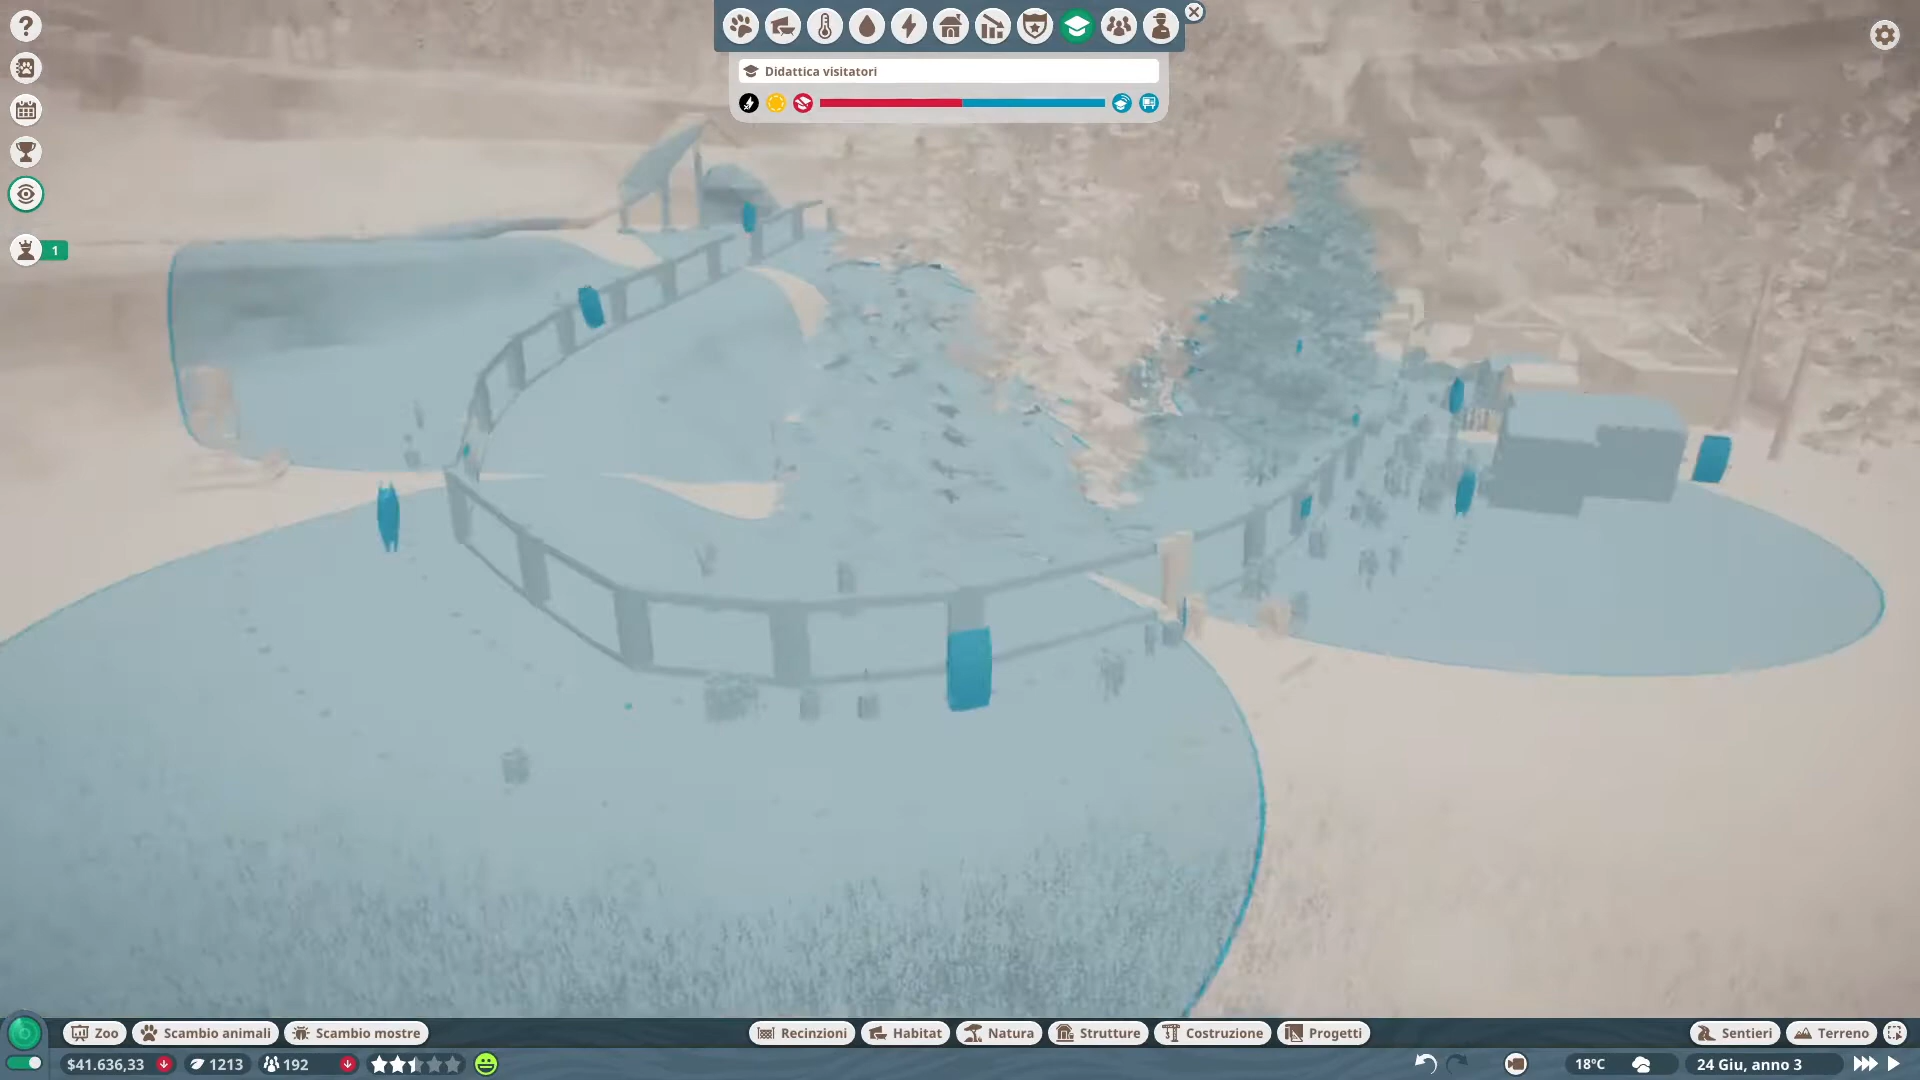 Didattica visitatori
1
Zoo
Scambio animali
Scambio mostre
Recinzioni
Habitat
Natura
Strutture
Costruzione
Progetti
Sentieri
Terreno
$41.636,33
1213
192
18°C
24 Giu, anno 3